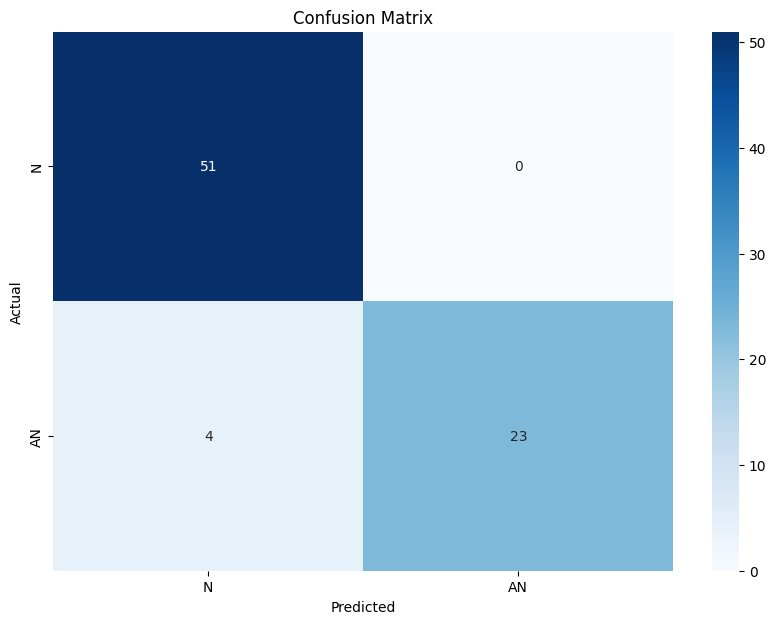 Confusion Matrix
N
51
0
Actual
AN
4
23
N
AN
Predicted
50
40
30
20
10
0